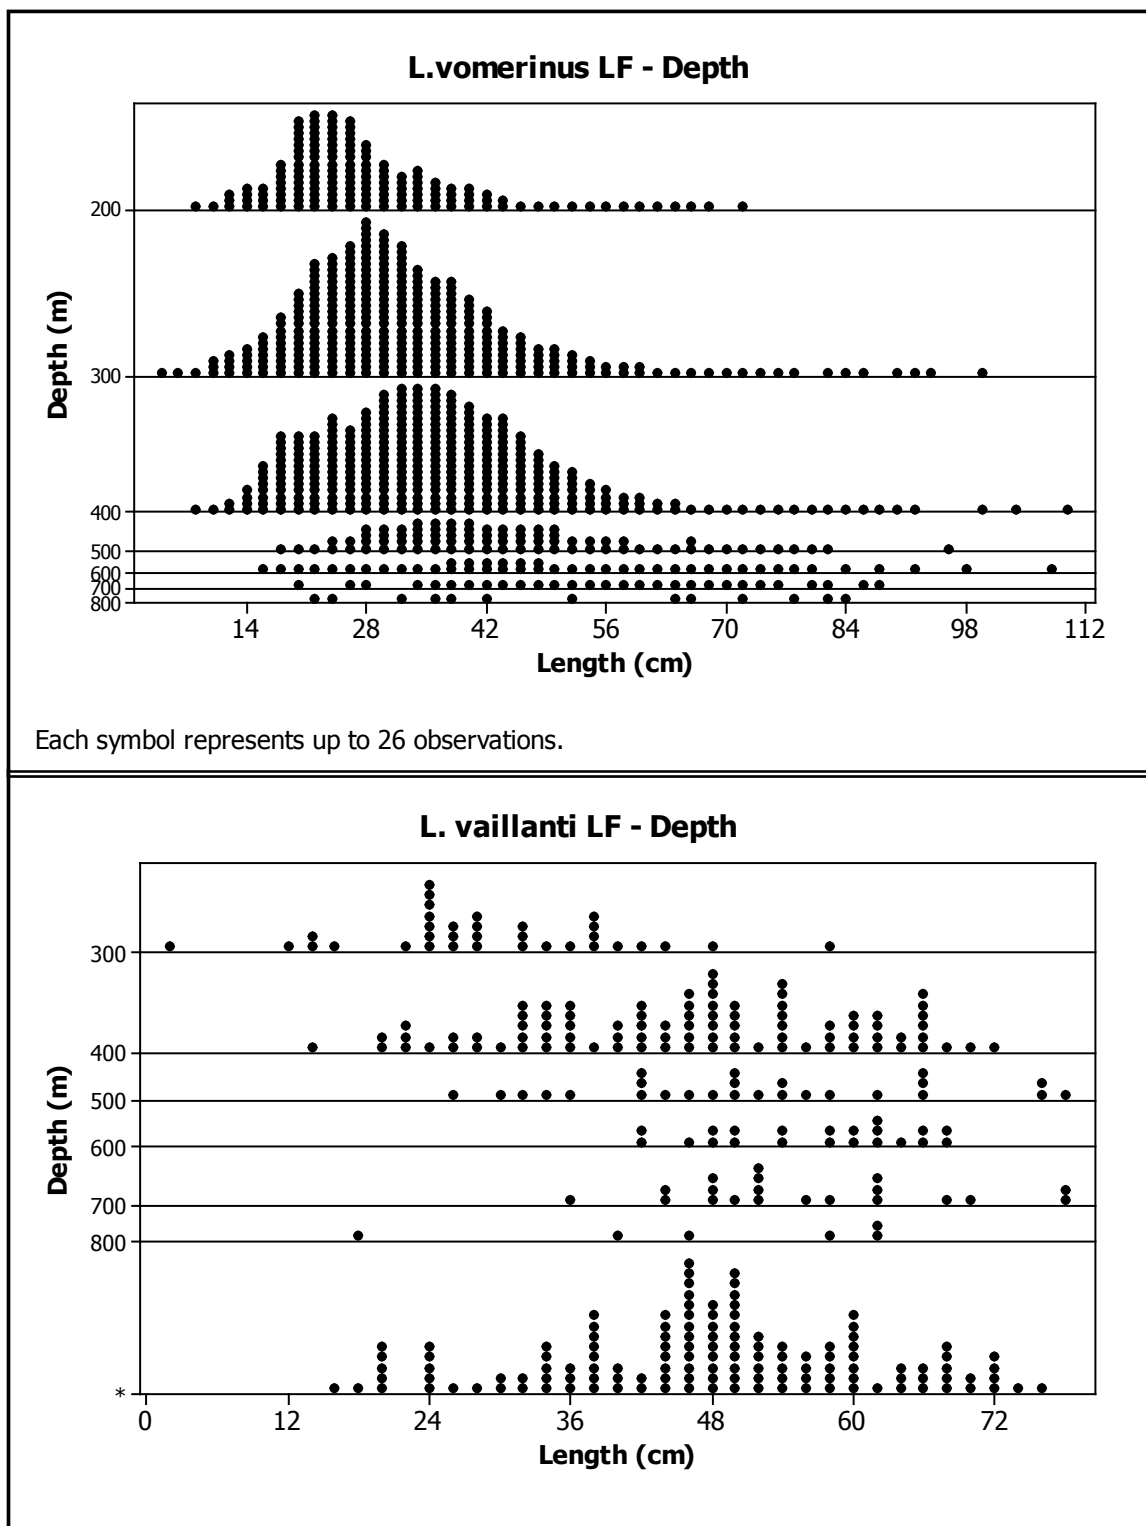 L.vomerinus LF - Depth
Depth (m)
200
300
400
500
600
700
800
14 28 42 56 70 84 98 112
Length (cm)
Each symbol represents up to 26 observations.
L. vaillanti LF - Depth
Depth (m)
300
400
500
600
700
800
*
0 12 24 36 48 60 72
Length (cm)